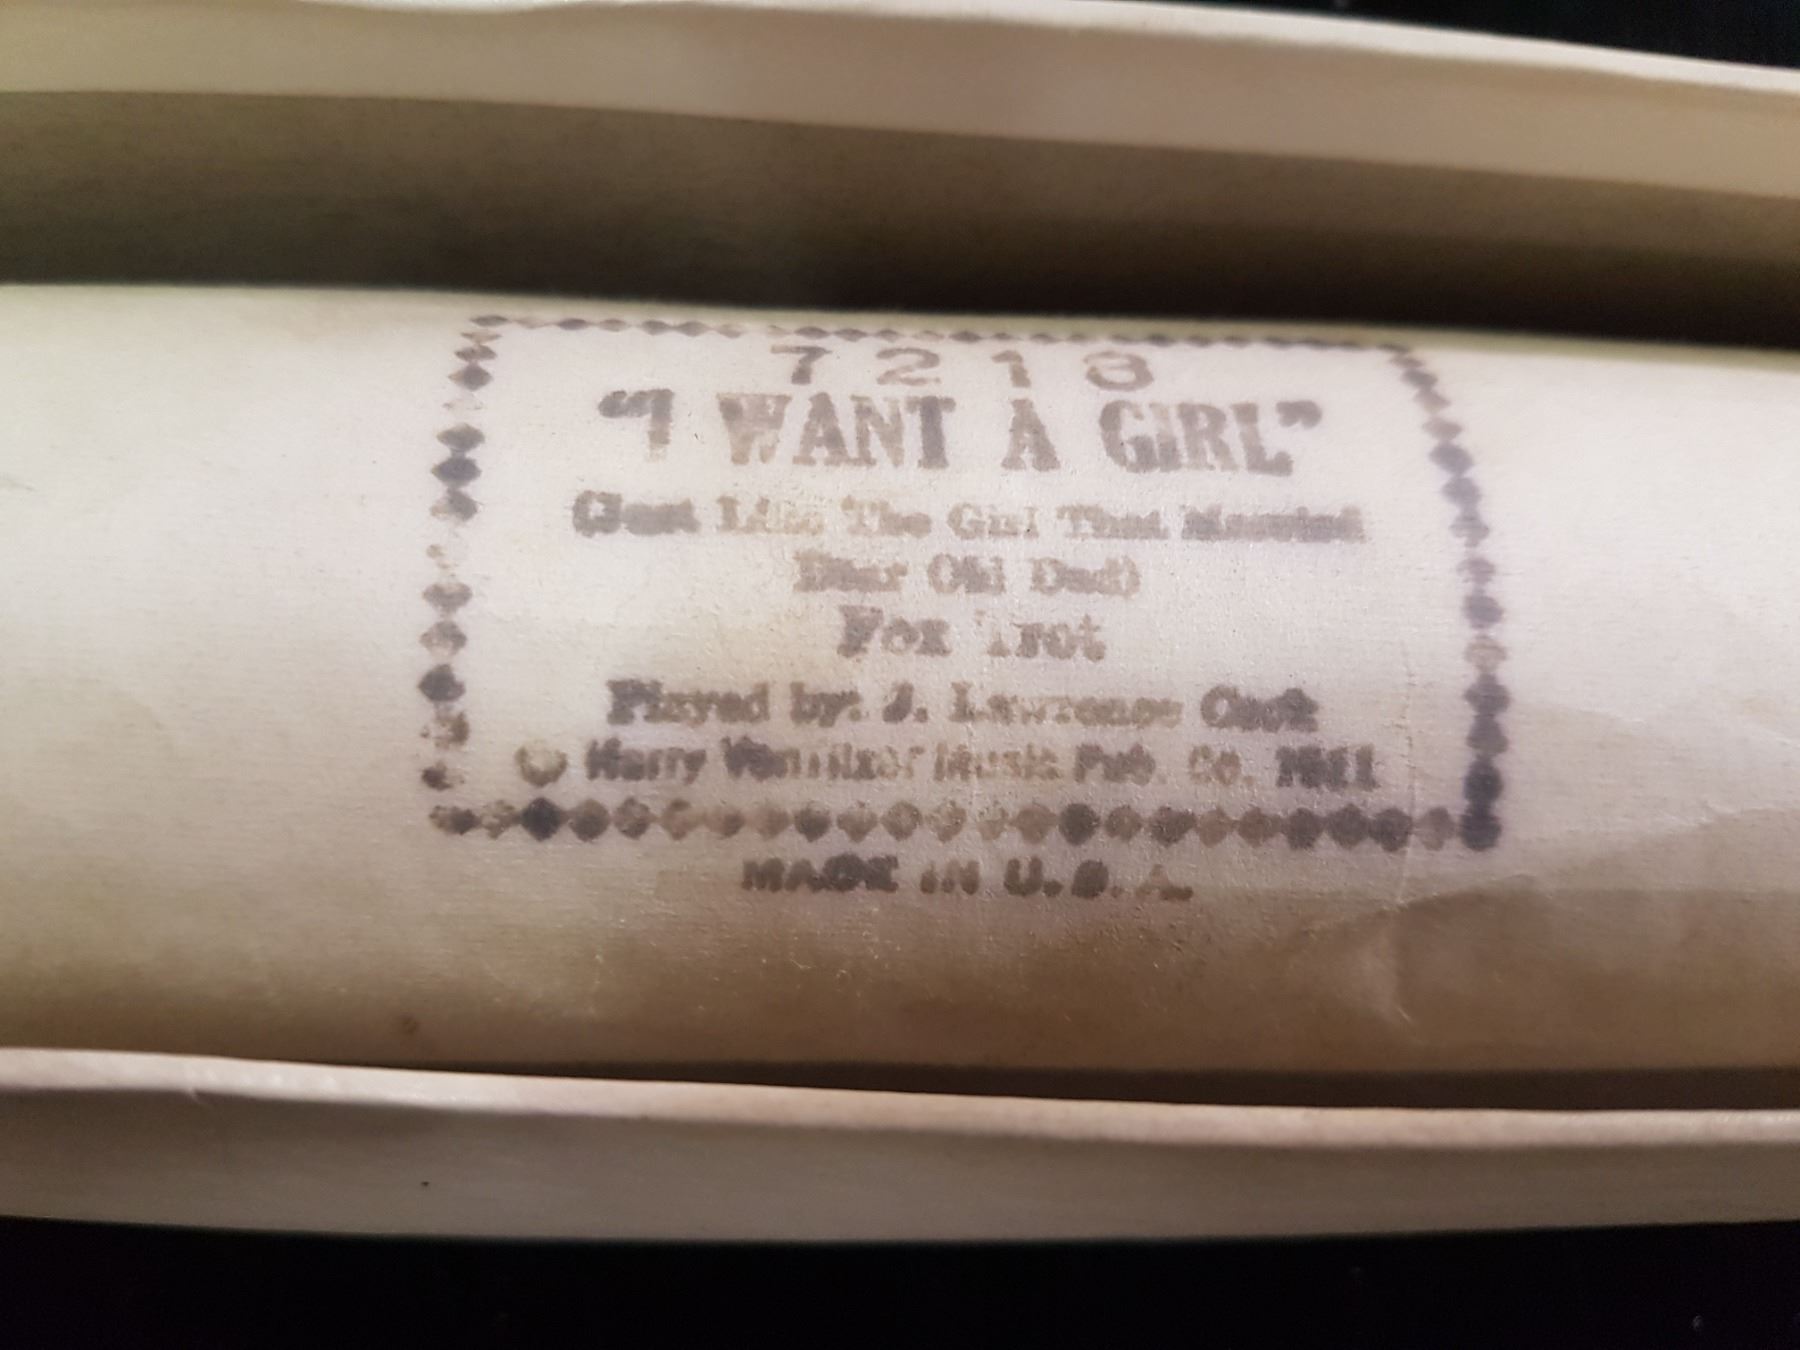 7218
"I WANT A GIRL"
(Just Like The Girl That Married
Dear Old Dad)
Fox Trot
Played by: J. Lawrence Cook
© Harry Von Tilzer Music Pub. Co. 1911
MADE IN U.S.A.